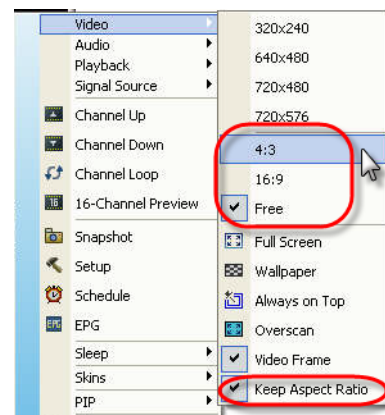 Video
Audio
Playback
Signal Source
Channel Up
Channel Down
Channel Loop
16 16-Channel Preview
Snapshot
Setup
Schedule
EPG EPG
Sleep
Skins
PIP
320x240
640x480
720x480
720x576
4:3
16:9
Free
Full Screen
Wallpaper
Always on Top
Overscan
Video Frame
Keep Aspect Ratio